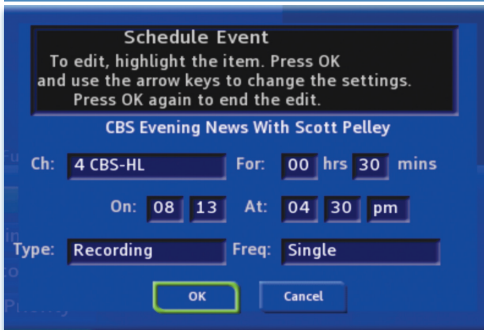 Schedule Event
To edit, highlight the item. Press OK
and use the arrow keys to change the settings.
Press OK again to end the edit.
CBS Evening News With Scott Pelley
Ch: 4 CBS-HL For: 00 hrs 30 mins
On: 08 13 At: 04 30 pm
Type: Recording Freq: Single
OK Cancel